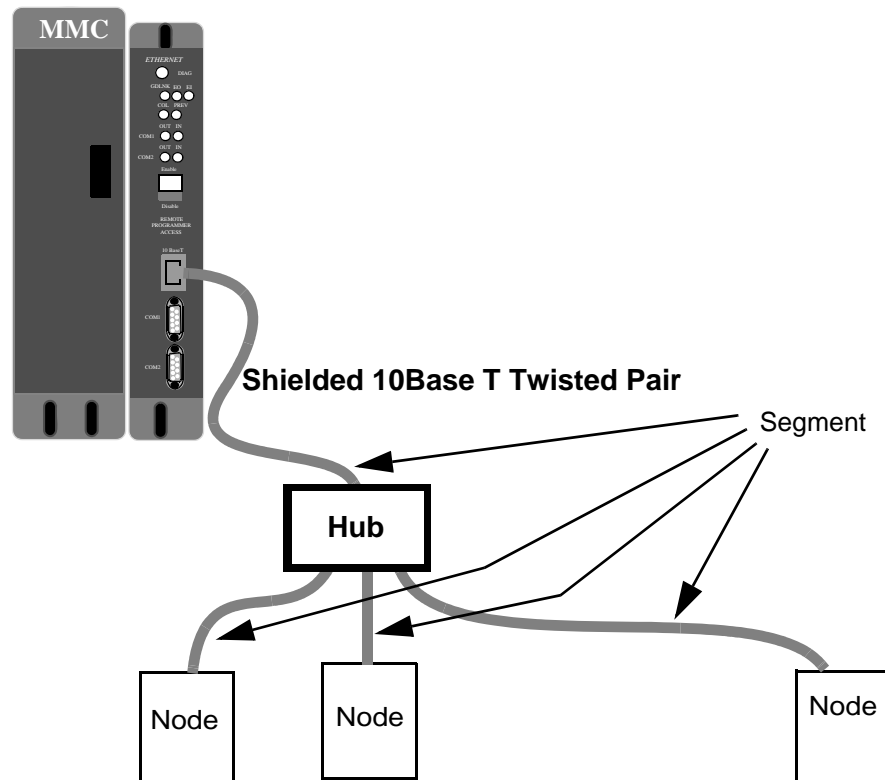 MMC
ETHERNET
DIAG
GDLNK EO EI
COL PREV
OUT IN
COM1
OUT IN
COM2
Enable
Disable
REMOTE
PROGRAMMER
ACCESS
10 BaseT
COM1
COM2
Shielded 10Base T Twisted Pair
Segment
Hub
Node
Node
Node